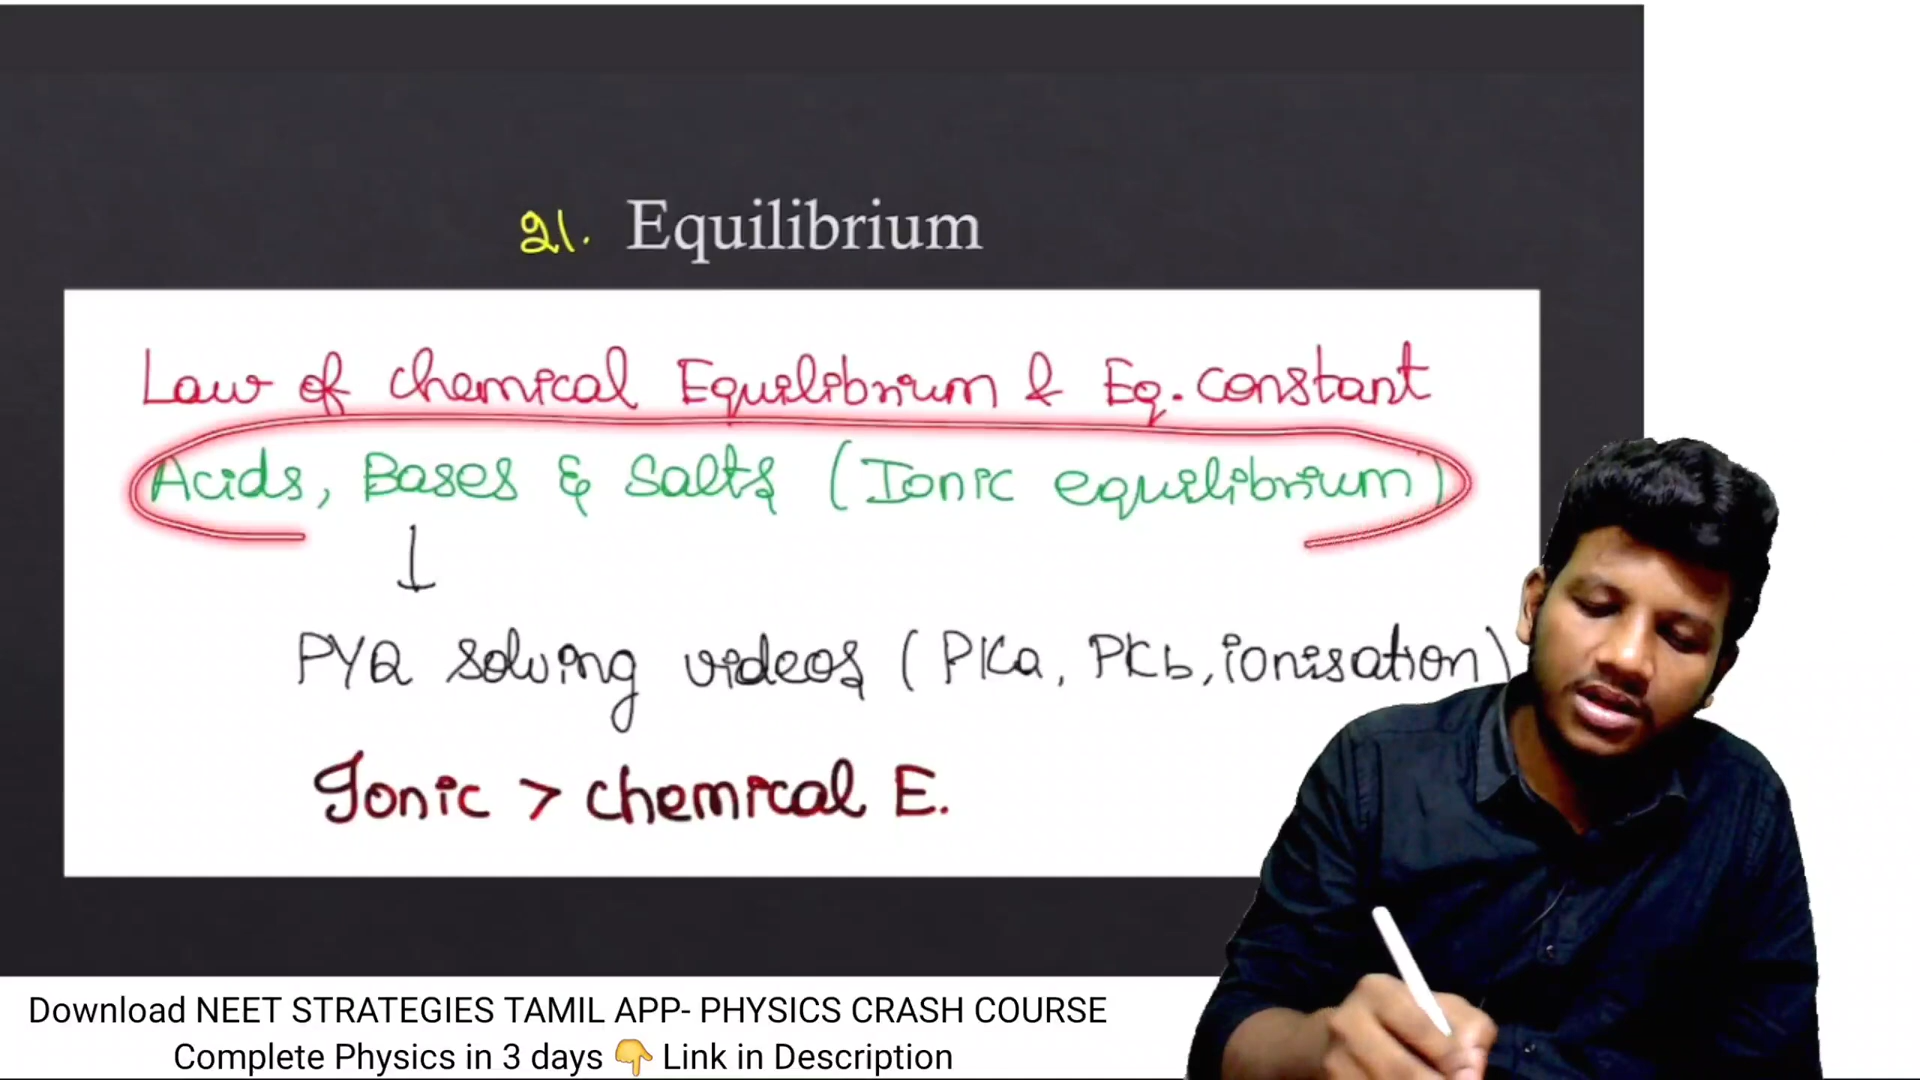 21. Equilibrium
Law of chemical Equilibrium & Eq. constant
Acids, Bases & Salts (Ionic equilibrium)
PYQ solving videos (PKa, PKb, ionisation)
Ionic > chemical E.
Download NEET STRATEGIES TAMIL APP- PHYSICS CRASH COURSE
Complete Physics in 3 days 👇 Link in Description